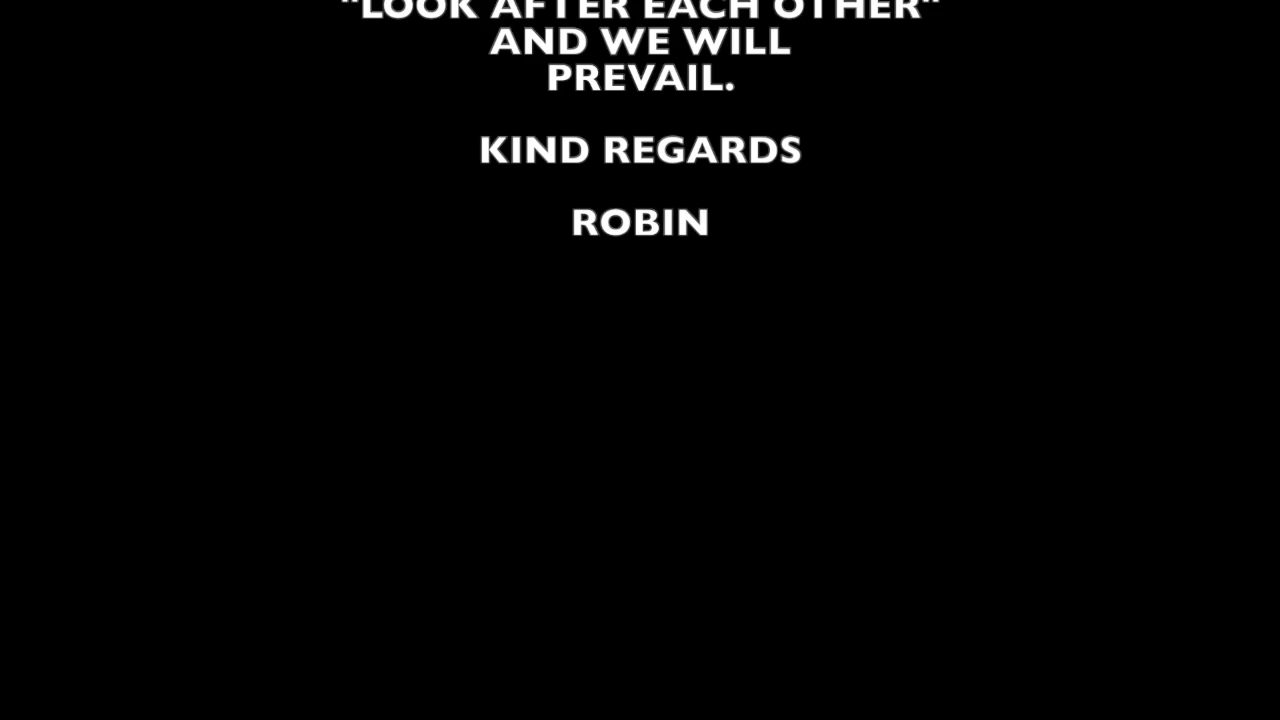 "LOOK AFTER EACH OTHER"
AND WE WILL
PREVAIL.
KIND REGARDS
ROBIN